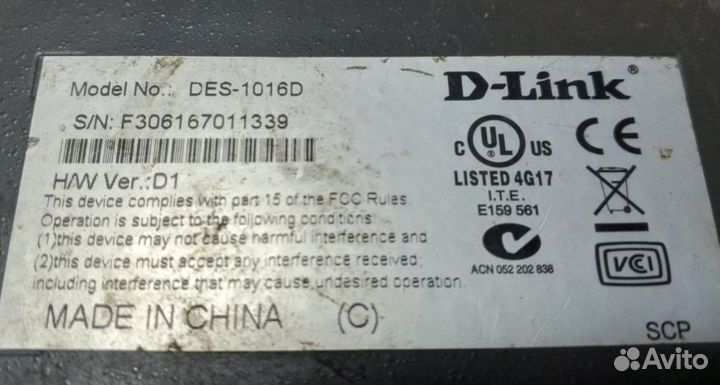 Model No.: DES-1016D
D-Link®
S/N: F306167011339
C UL US
CE
LISTED 4G17
I.T.E.
E159 561
H/W Ver.:D1
This device complies with part 15 of the FCC Rules.
Operation is subject to the following conditions:
(1)this device may not cause harmful interference and
(2)this device must accept any interference received;
including interference that may cause undesired operation.
ACN 052 202 838
VCCI
MADE IN CHINA (C)
SCP
Avito